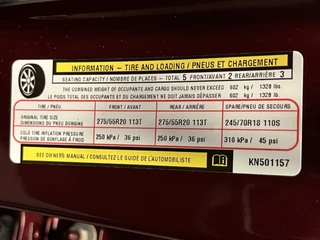 INFORMATION – TIRE AND LOADING / PNEUS ET CHARGEMENT
SEATING CAPACITY / NOMBRE DE PLACES – TOTAL 5 FRONT/AVANT 2 REAR/ARRIÈRE 3
THE COMBINED WEIGHT OF OCCUPANTS AND CARGO SHOULD NEVER EXCEED 602 kg / 1328 lbs.
LE POIDS TOTAL DES OCCUPANTS ET DU CHARGEMENT NE DOIT JAMAIS DÉPASSER 602 kg / 1328 lbs.
TIRE / PNEU FRONT / AVANT REAR / ARRIÈRE SPARE/PNEU DE SECOURS
ORIGINAL TIRE SIZE
DIMENSIONS DU PNEU D'ORIGINE 275/55R20 113T 275/55R20 113T 245/70R18 110S
COLD TIRE INFLATION PRESSURE
PRESSION DE GONFLAGE À FROID 250 kPa / 36 psi 250 kPa / 36 psi 310 kPa / 45 psi
SEE OWNER'S MANUAL / CONSULTEZ LE GUIDE DE L'AUTOMOBILISTE KN501157